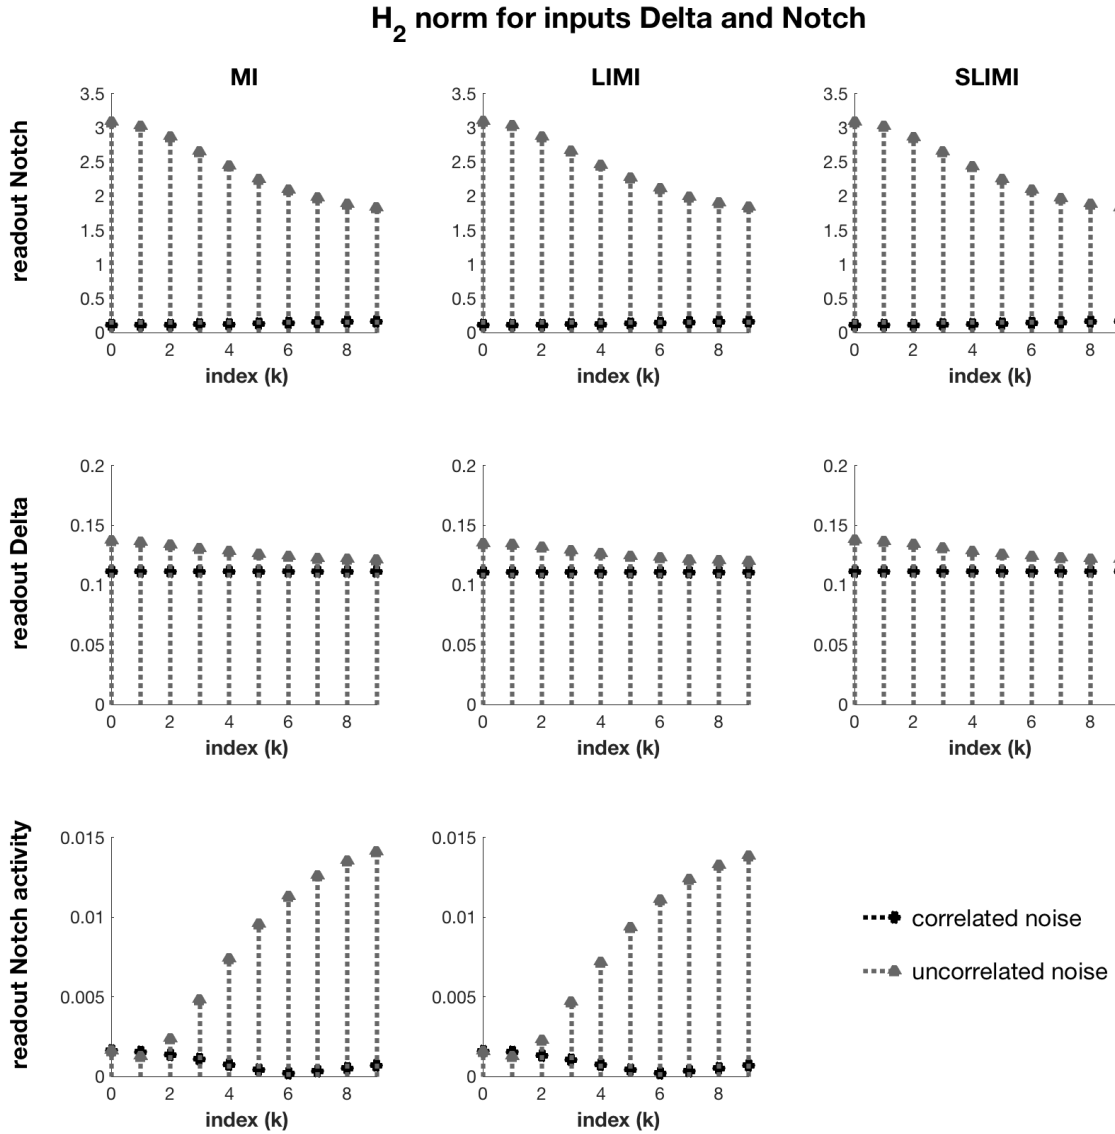 H2 norm for inputs Delta and Notch
MI
LIMI
SLIMI
readout Notch
3.5
3
2.5
2
1.5
1
0.5
0
0 2 4 6 8
index (k)
3.5
3
2.5
2
1.5
1
0.5
0
0 2 4 6 8
index (k)
3.5
3
2.5
2
1.5
1
0.5
0
0 2 4 6 8
index (k)
readout Delta
0.2
0.15
0.1
0.05
0
0 2 4 6 8
index (k)
0.2
0.15
0.1
0.05
0
0 2 4 6 8
index (k)
0.2
0.15
0.1
0.05
0
0 2 4 6 8
index (k)
readout Notch activity
0.015
0.01
0.005
0
0 2 4 6 8
index (k)
0.015
0.01
0.005
0
0 2 4 6 8
index (k)
correlated noise
uncorrelated noise